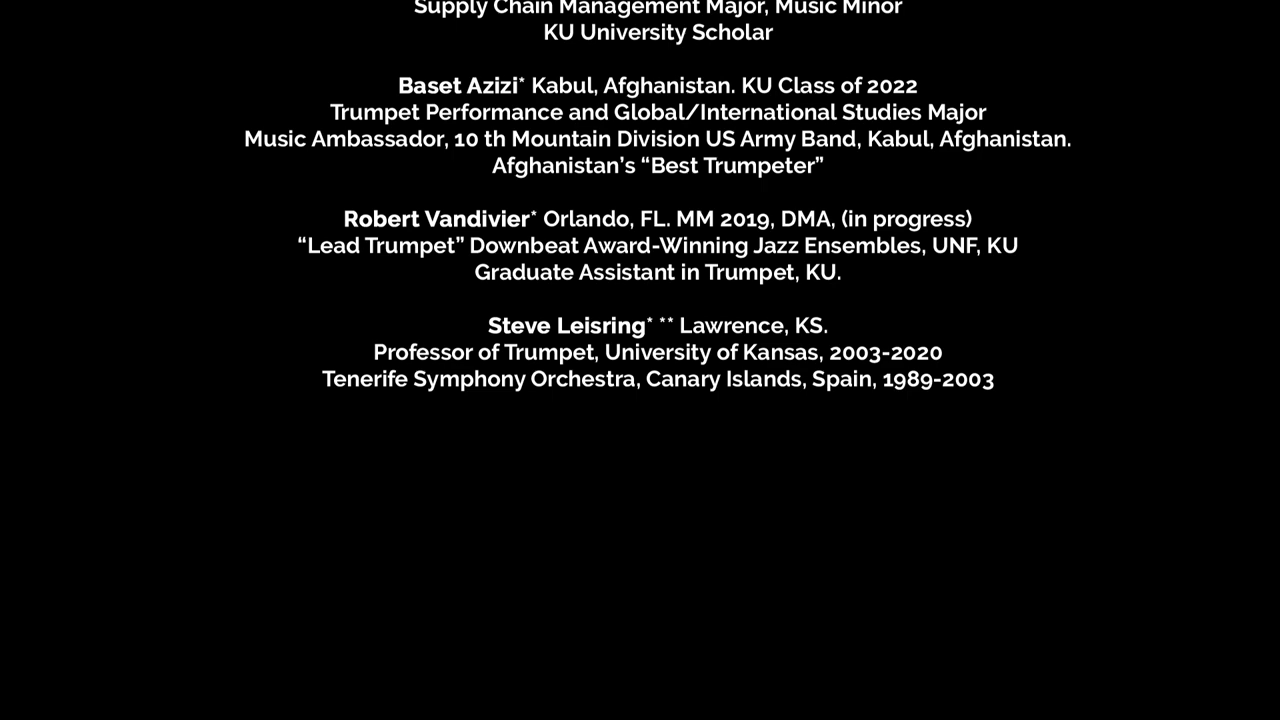 Supply Chain Management Major, Music Minor
KU University Scholar
Baset Azizi* Kabul, Afghanistan. KU Class of 2022
Trumpet Performance and Global/International Studies Major
Music Ambassador, 10 th Mountain Division US Army Band, Kabul, Afghanistan.
Afghanistan’s “Best Trumpeter”
Robert Vandivier* Orlando, FL. MM 2019, DMA, (in progress)
“Lead Trumpet” Downbeat Award-Winning Jazz Ensembles, UNF, KU
Graduate Assistant in Trumpet, KU.
Steve Leisring* ** Lawrence, KS.
Professor of Trumpet, University of Kansas, 2003-2020
Tenerife Symphony Orchestra, Canary Islands, Spain, 1989-2003